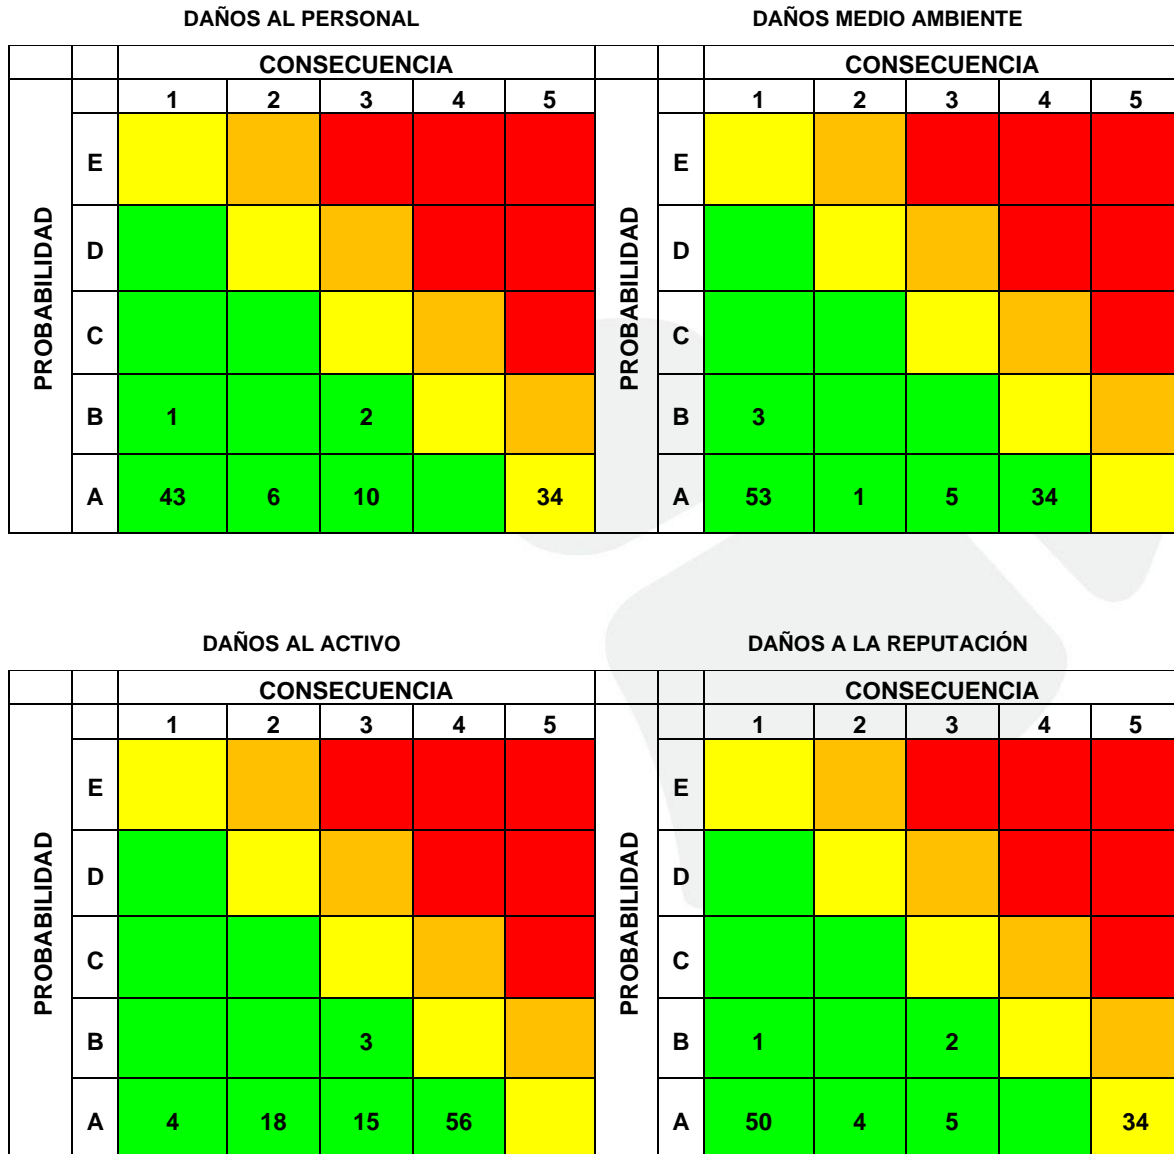 DAÑOS AL PERSONAL DAÑOS MEDIO AMBIENTE
CONSECUENCIA CONSECUENCIA
1 2 3 4 5 1 2 3 4 5
PROBABILIDAD PROBABILIDAD
E E
D D
C C
B 1 2 B 3
A 43 6 10 34 A 53 1 5 34
DAÑOS AL ACTIVO DAÑOS A LA REPUTACIÓN
CONSECUENCIA CONSECUENCIA
1 2 3 4 5 1 2 3 4 5
PROBABILIDAD PROBABILIDAD
E E
D D
C C
B 3 B 1 2
A 4 18 15 56 A 50 4 5 34